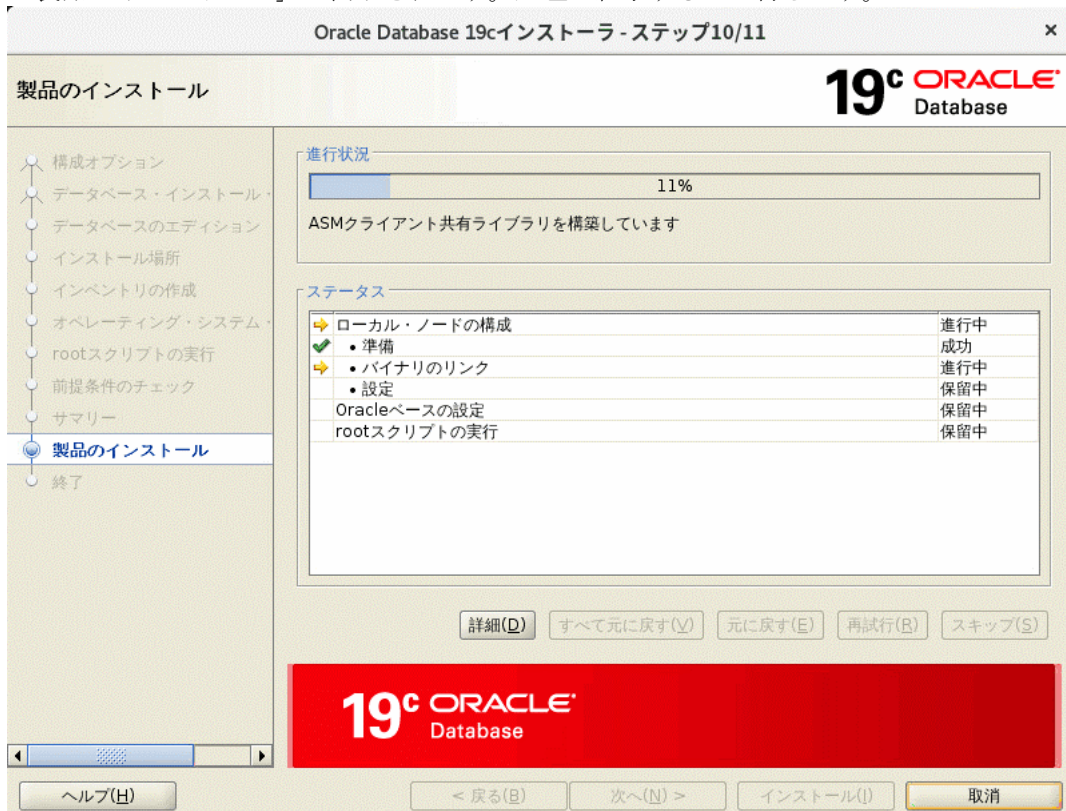 Oracle Database 19cインストーラ - ステップ10/11
×
製品のインストール
19c ORACLE
Database
構成オプション
データベース・インストール・
データベースのエディション
インストール場所
インベントリの作成
オペレーティング・システム・
rootスクリプトの実行
前提条件のチェック
サマリー
製品のインストール
終了
進行状況
11%
ASMクライアント共有ライブラリを構築しています
ステータス
ローカル・ノードの構成 進行中
• 準備 成功
• バイナリのリンク 進行中
• 設定 保留中
Oracleベースの設定 保留中
rootスクリプトの実行 保留中
詳細(D) すべて元に戻す(V) 元に戻す(E) 再試行(R) スキップ(S)
19c ORACLE
Database
ヘルプ(H) < 戻る(B) 次へ(N) > インストール(I) 取消